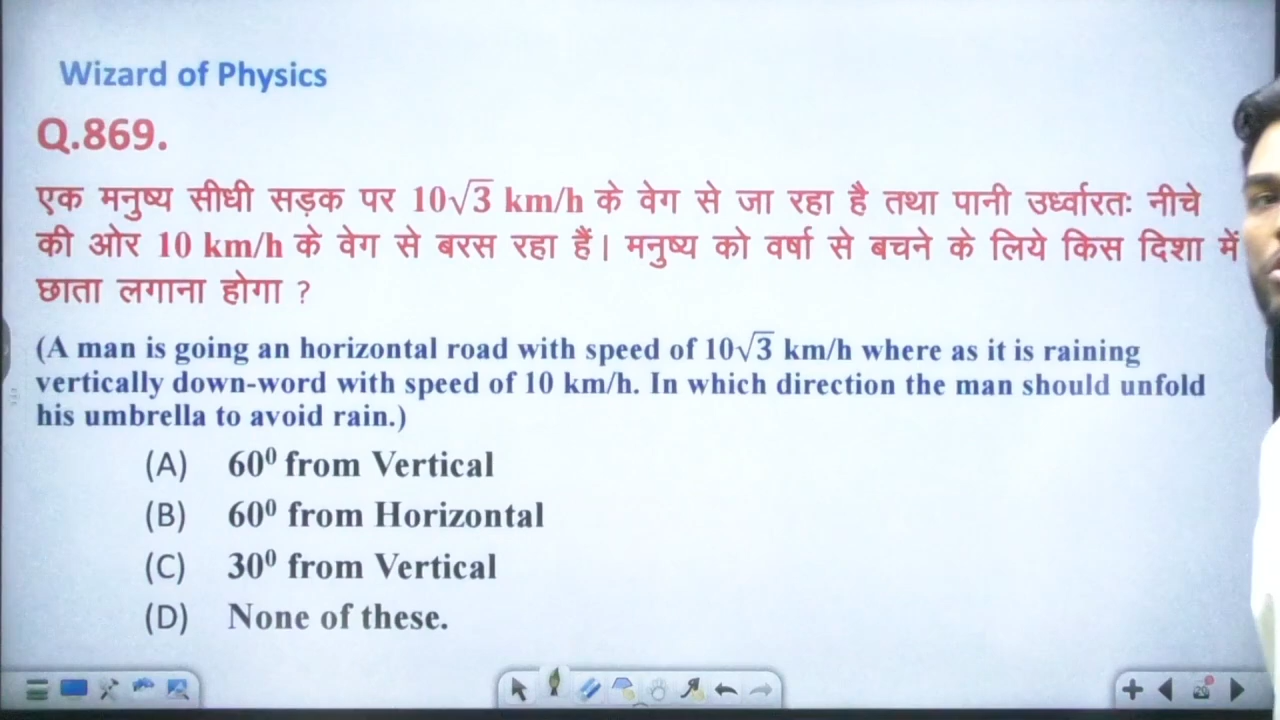 Wizard of Physics
Q.869.
एक मनुष्य सीधी सड़क पर 10√3 km/h के वेग से जा रहा है तथा पानी उर्ध्वारतः नीचे
की ओर 10 km/h के वेग से बरस रहा हैं। मनुष्य को वर्षा से बचने के लिये किस दिशा में
छाता लगाना होगा ?
(A man is going an horizontal road with speed of 10√3 km/h where as it is raining
vertically down-word with speed of 10 km/h. In which direction the man should unfold
his umbrella to avoid rain.)
(A) 60⁰ from Vertical
(B) 60⁰ from Horizontal
(C) 30⁰ from Vertical
(D) None of these.